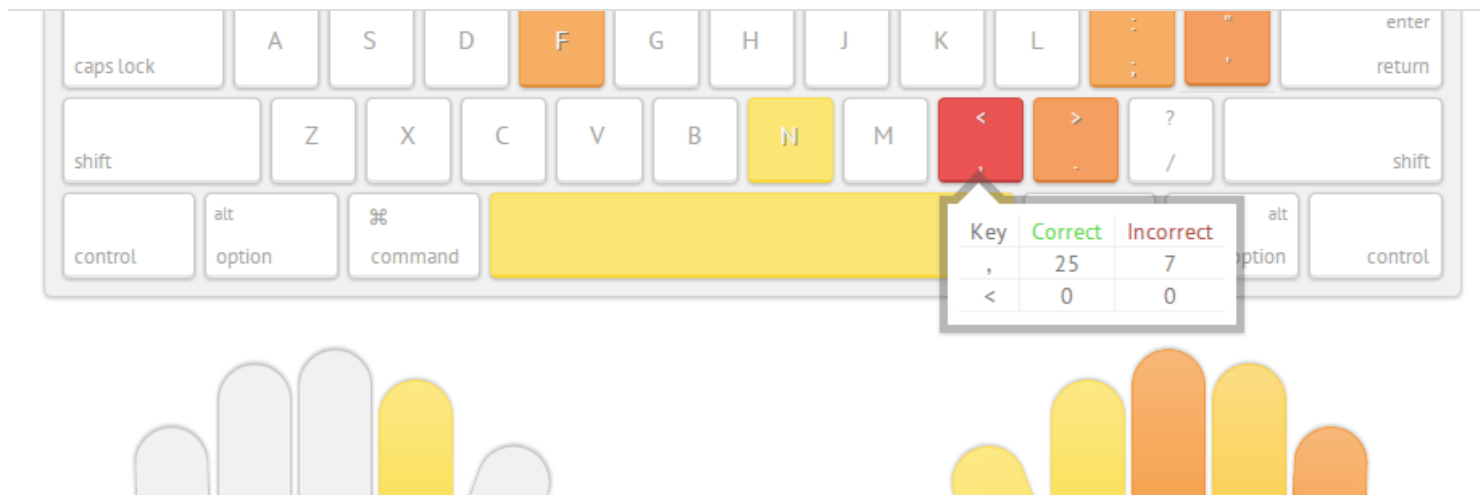 caps lock A S D F G H J K L : ; " ' enter return
shift Z X C V B N M < , > . ? / shift
control alt option ⌘ command alt option control
Key Correct Incorrect
, 25 7
< 0 0